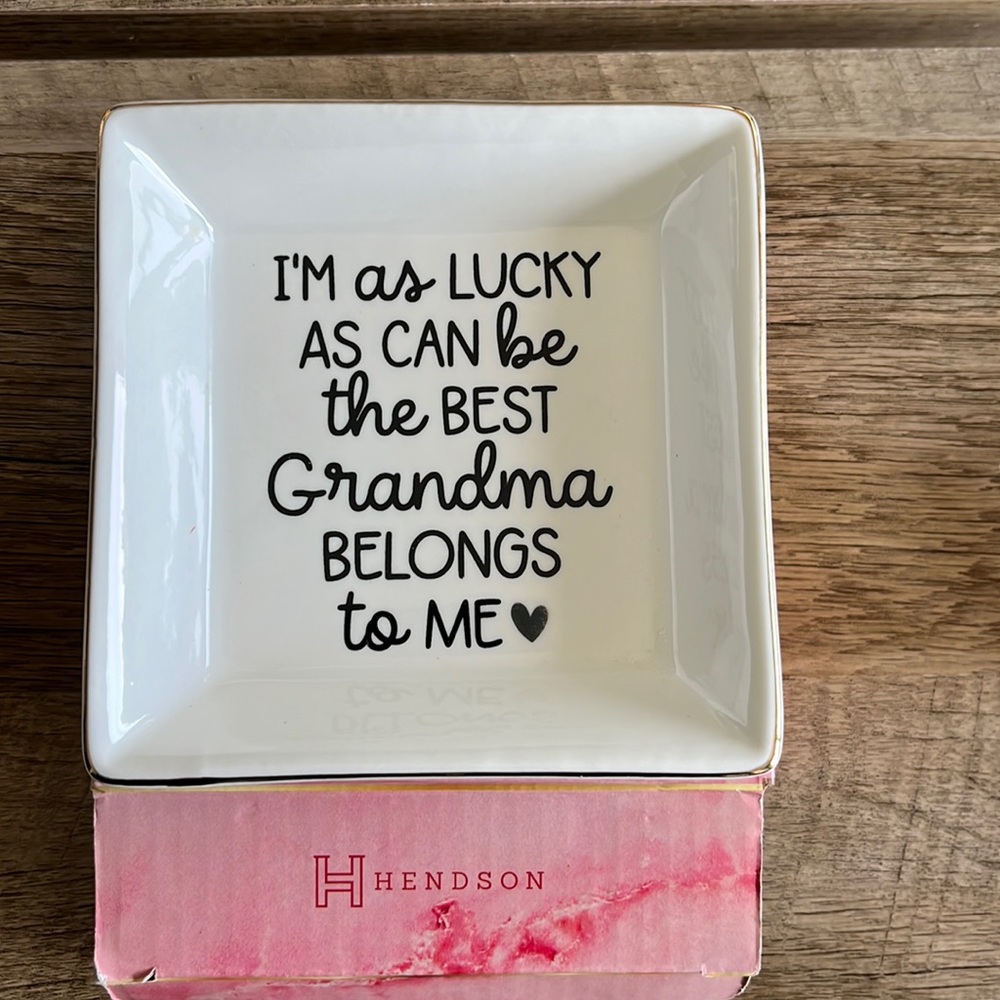 I'M as LUCKY
AS CAN be
the BEST
Grandma
BELONGS
to ME♥
H HENDSON